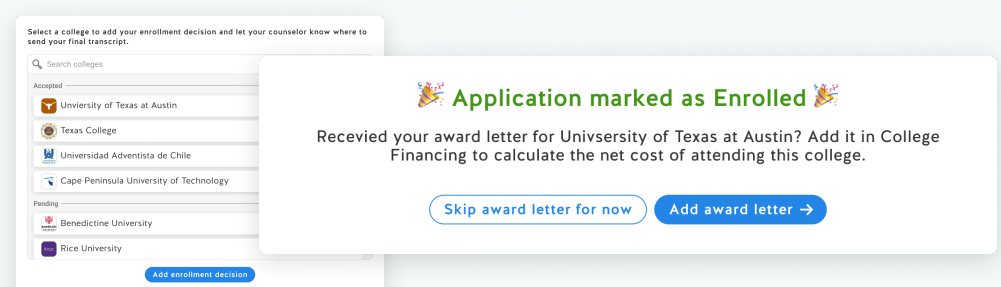 Select a college to add your enrollment decision and let your counselor know where to
send your final transcript.
Search colleges
Accepted
Unviersity of Texas at Austin
Texas College
Universidad Adventista de Chile
Cape Peninsula University of Technology
Pending
Benedictine University
Rice University
Add enrollment decision
Application marked as Enrolled
Recevied your award letter for Univsersity of Texas at Austin? Add it in College
Financing to calculate the net cost of attending this college.
Skip award letter for now
Add award letter →